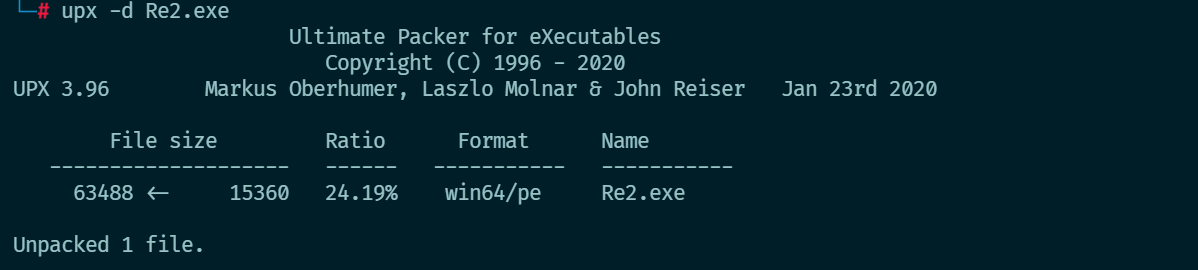 └─# upx -d Re2.exe
Ultimate Packer for eXecutables
Copyright (C) 1996 - 2020
UPX 3.96 Markus Oberhumer, Laszlo Molnar & John Reiser Jan 23rd 2020
File size Ratio Format Name
-------------------- ------ ----------- -----------
63488 <- 15360 24.19% win64/pe Re2.exe
Unpacked 1 file.